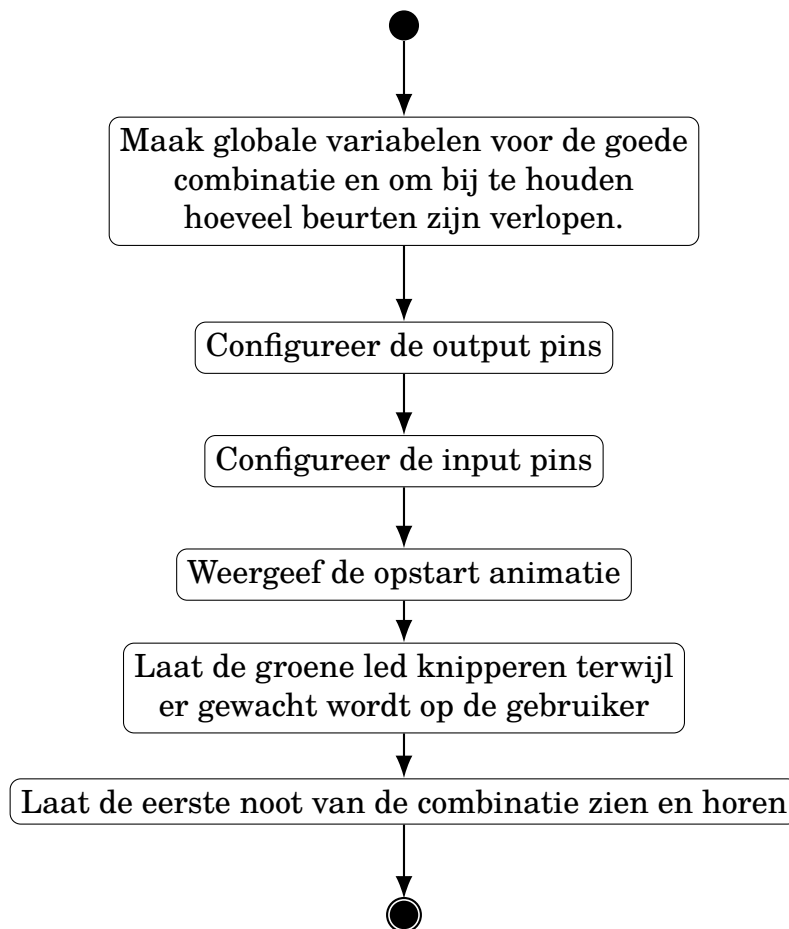 Maak globale variabelen voor de goede
combinatie en om bij te houden
hoeveel beurten zijn verlopen.
Configureer de output pins
Configureer de input pins
Weergeef de opstart animatie
Laat de groene led knipperen terwijl
er gewacht wordt op de gebruiker
Laat de eerste noot van de combinatie zien en horen